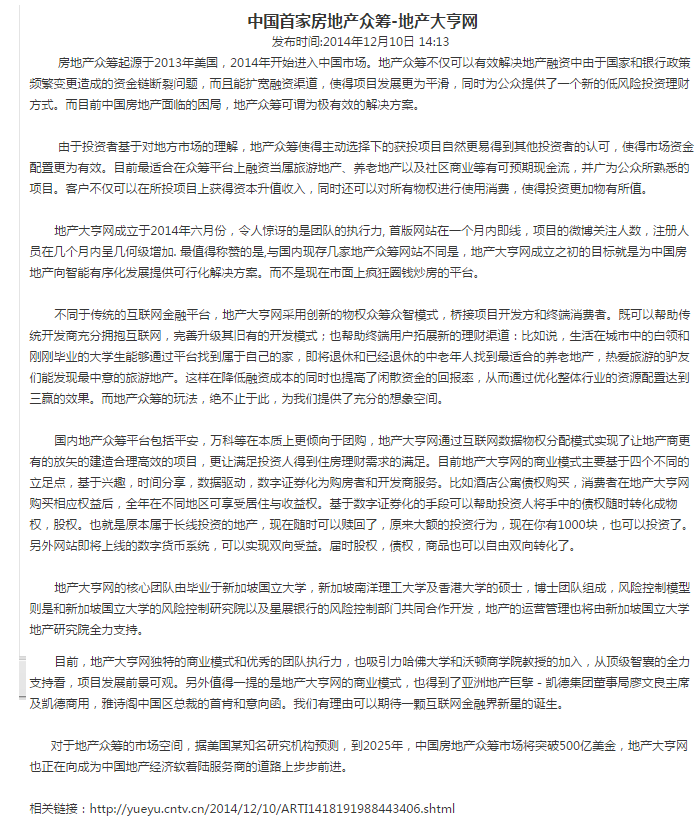 中国首家房地产众筹-地产大亨网
发布时间:2014年12月10日 14:13
房地产众筹起源于2013年美国，2014年开始进入中国市场。地产众筹不仅可以有效解决地产融资中由于国家和银行政策
频繁变更造成的资金链断裂问题，而且能扩宽融资渠道，使得项目发展更为平滑，同时为公众提供了一个新的低风险投资理财
方式。而目前中国房地产面临的困局，地产众筹可谓为极有效的解决方案。
由于投资者基于对地方市场的理解，地产众筹使得主动选择下的获投项目自然更易得到其他投资者的认可，使得市场资金
配置更为有效。目前最适合在众筹平台上融资当属旅游地产、养老地产以及社区商业等有可预期现金流，并广为公众所熟悉的
项目。客户不仅可以在所投项目上获得资本升值收入，同时还可以对所有物权进行使用消费，使得投资更加物有所值。
地产大亨网成立于2014年六月份，令人惊讶的是团队的执行力, 首版网站在一个月内即线，项目的微博关注人数，注册人
员在几个月内呈几何级增加. 最值得称赞的是,与国内现存几家地产众筹网站不同是，地产大亨网成立之初的目标就是为中国房
地产向智能有序化发展提供可行化解决方案。而不是现在市面上疯狂圈钱炒房的平台。
不同于传统的互联网金融平台，地产大亨网采用创新的物权众筹众智模式，桥接项目开发方和终端消费者。既可以帮助传
统开发商充分拥抱互联网，完善升级其旧有的开发模式；也帮助终端用户拓展新的理财渠道：比如说，生活在城市中的白领和
刚刚毕业的大学生能够通过平台找到属于自己的家，即将退休和已经退休的中老年人找到最适合的养老地产，热爱旅游的驴友
们能发现最中意的旅游地产。这样在降低融资成本的同时也提高了闲散资金的回报率，从而通过优化整体行业的资源配置达到
三赢的效果。而地产众筹的玩法，绝不止于此，为我们提供了充分的想象空间。
国内地产众筹平台包括平安，万科等在本质上更倾向于团购，地产大亨网通过互联网数据物权分配模式实现了让地产商更
有的放矢的建造合理高效的项目，更让满足投资人得到住房理财需求的满足。目前地产大亨网的商业模式主要基于四个不同的
立足点，基于兴趣，时间分享，数据驱动，数字证券化为购房者和开发商服务。比如酒店公寓债权购买，消费者在地产大亨网
购买相应权益后，全年在不同地区可享受居住与收益权。基于数字证券化的手段可以帮助投资人将手中的债权随时转化成物
权，股权。也就是原本属于长线投资的地产，现在随时可以赎回了，原来大额的投资行为，现在你有1000块，也可以投资了。
另外网站即将上线的数字货币系统，可以实现双向受益。届时股权，债权，商品也可以自由双向转化了。
地产大亨网的核心团队由毕业于新加坡国立大学，新加坡南洋理工大学及香港大学的硕士，博士团队组成，风险控制模型
则是和新加坡国立大学的风险控制研究院以及星展银行的风险控制部门共同合作开发，地产的运营管理也将由新加坡国立大学
地产研究院全力支持。
目前，地产大亨网独特的商业模式和优秀的团队执行力，也吸引力哈佛大学和沃顿商学院教授的加入，从顶级智囊的全力
支持看，项目发展前景可观。另外值得一提的是地产大亨网的商业模式，也得到了亚洲地产巨擘－凯德集团董事局廖文良主席
及凯德商用，雅诗阁中国区总裁的首肯和意向函。我们有理由可以期待一颗互联网金融界新星的诞生。
对于地产众筹的市场空间，据美国某知名研究机构预测，到2025年，中国房地产众筹市场将突破500亿美金，地产大亨网
也正在向成为中国地产经济软着陆服务商的道路上步步前进。
相关链接：http://yueyu.cntv.cn/2014/12/10/ARTI1418191988443406.shtml